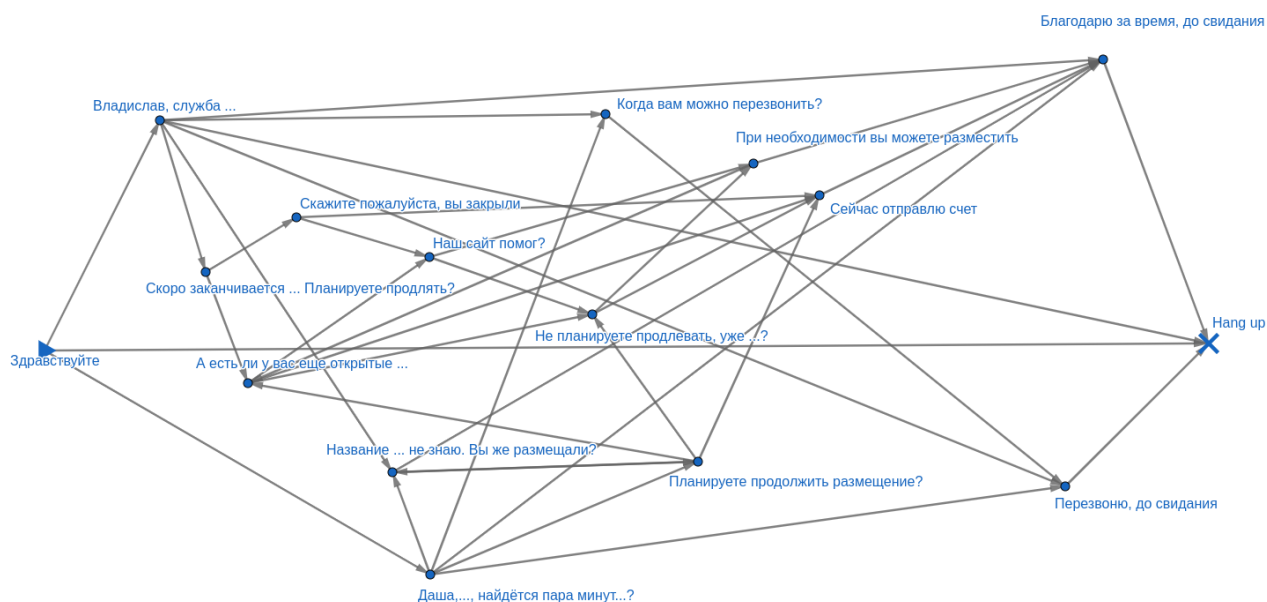 Благодарю за время, до свидания
Владислав, служба ...
Когда вам можно перезвонить?
При необходимости вы можете разместить
Скажите пожалуйста, вы закрыли
Сейчас отправлю счет
Наш сайт помог?
Скоро заканчивается ... Планируете продлять?
Hang up
Не планируете продлевать, уже ...?
Здравствуйте
А есть ли у вас еще открытые ...
Название ... не знаю. Вы же размещали?
Планируете продолжить размещение?
Перезвоню, до свидания
Даша,..., найдётся пара минут...?